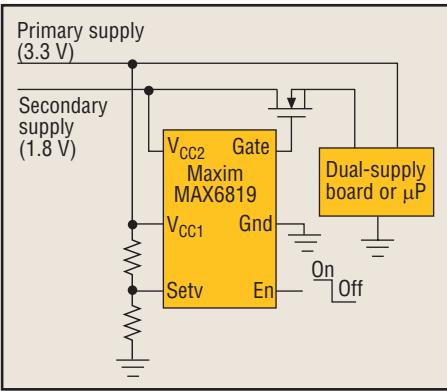 Primary supply
(3.3 V)
Secondary
supply
(1.8 V)
VCC2 Gate
Maxim
MAX6819
VCC1 Gnd
Setv En
Dual-supply
board or µP
On
Off